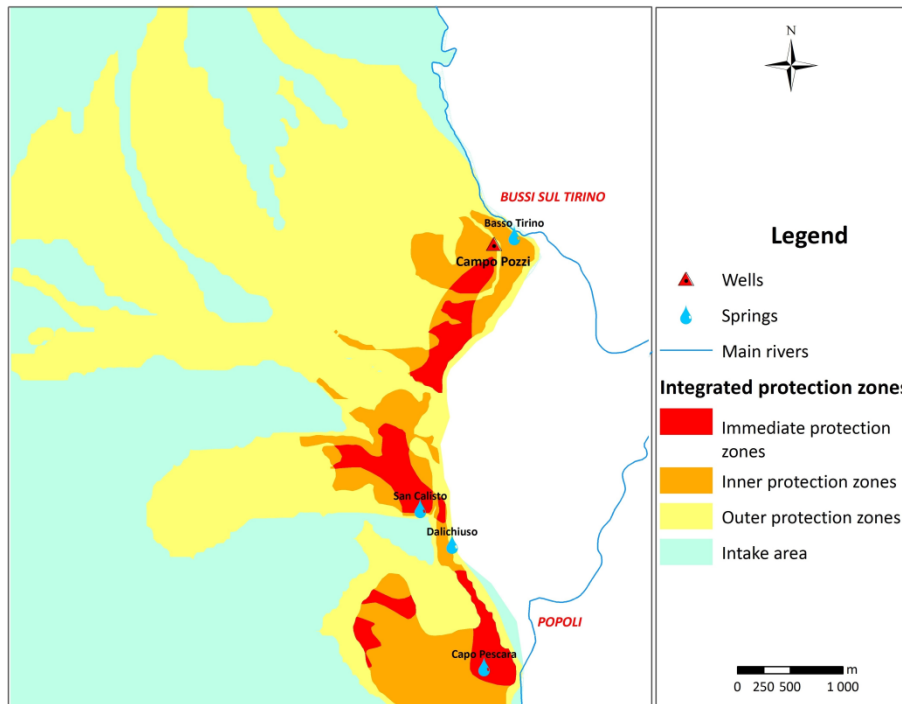 BUSSI SUL TIRINO
Basso Tirino
Campo Pozzi
San Calisto
Dalichiuso
POPOLI
Capo Pescara
N
Legend
Wells
Springs
Main rivers
Integrated protection zones
Immediate protection
zones
Inner protection zones
Outer protection zones
Intake area
m
0 250 500 1 000